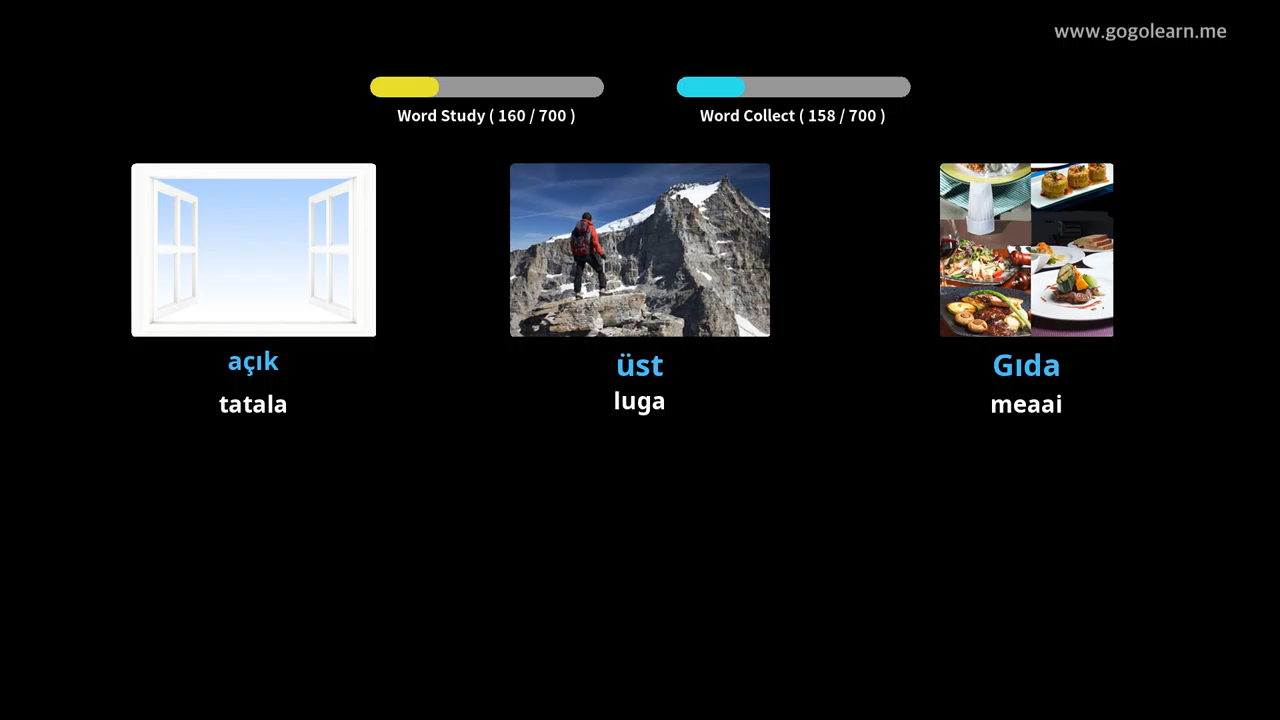 www.gogolearn.me
Word Study ( 160 / 700 )
Word Collect ( 158 / 700 )
açık
üst
Gıda
tatala
luga
meaai